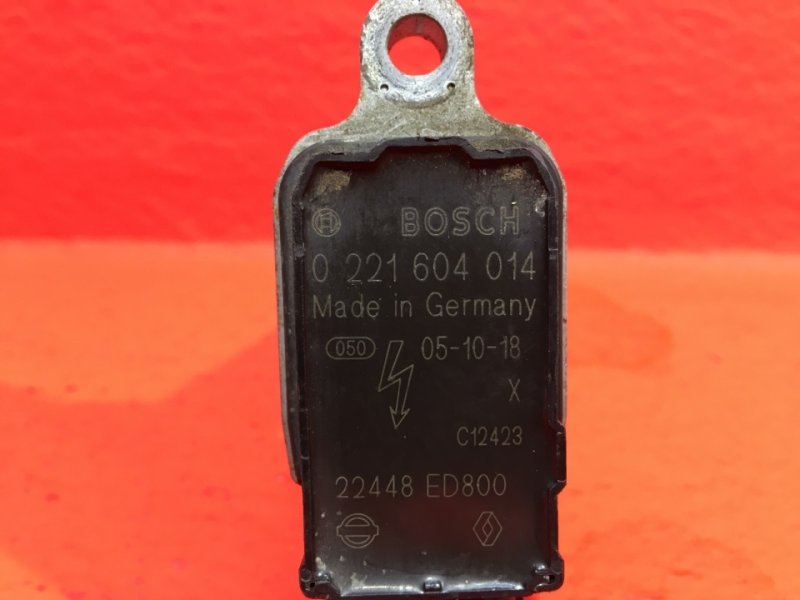 BOSCH
0 221 604 014
Made in Germany
050 05-10-18
X
C12423
22448 ED800